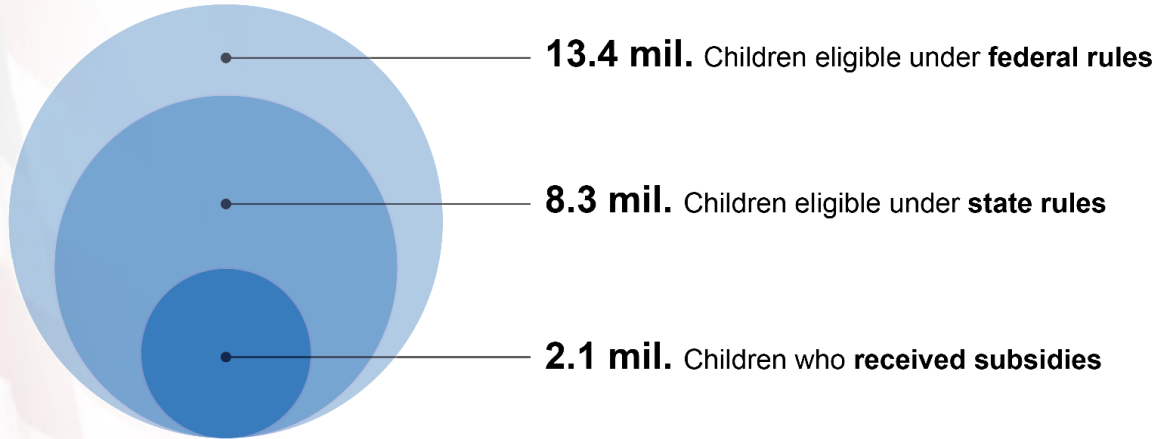 13.4 mil. Children eligible under federal rules
8.3 mil. Children eligible under state rules
2.1 mil. Children who received subsidies